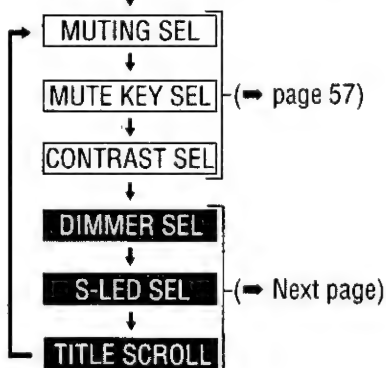 MUTING SEL
MUTE KEY SEL
(➡ page 57)
CONTRAST SEL
DIMMER SEL
S-LED SEL
(➡ Next page)
TITLE SCROLL